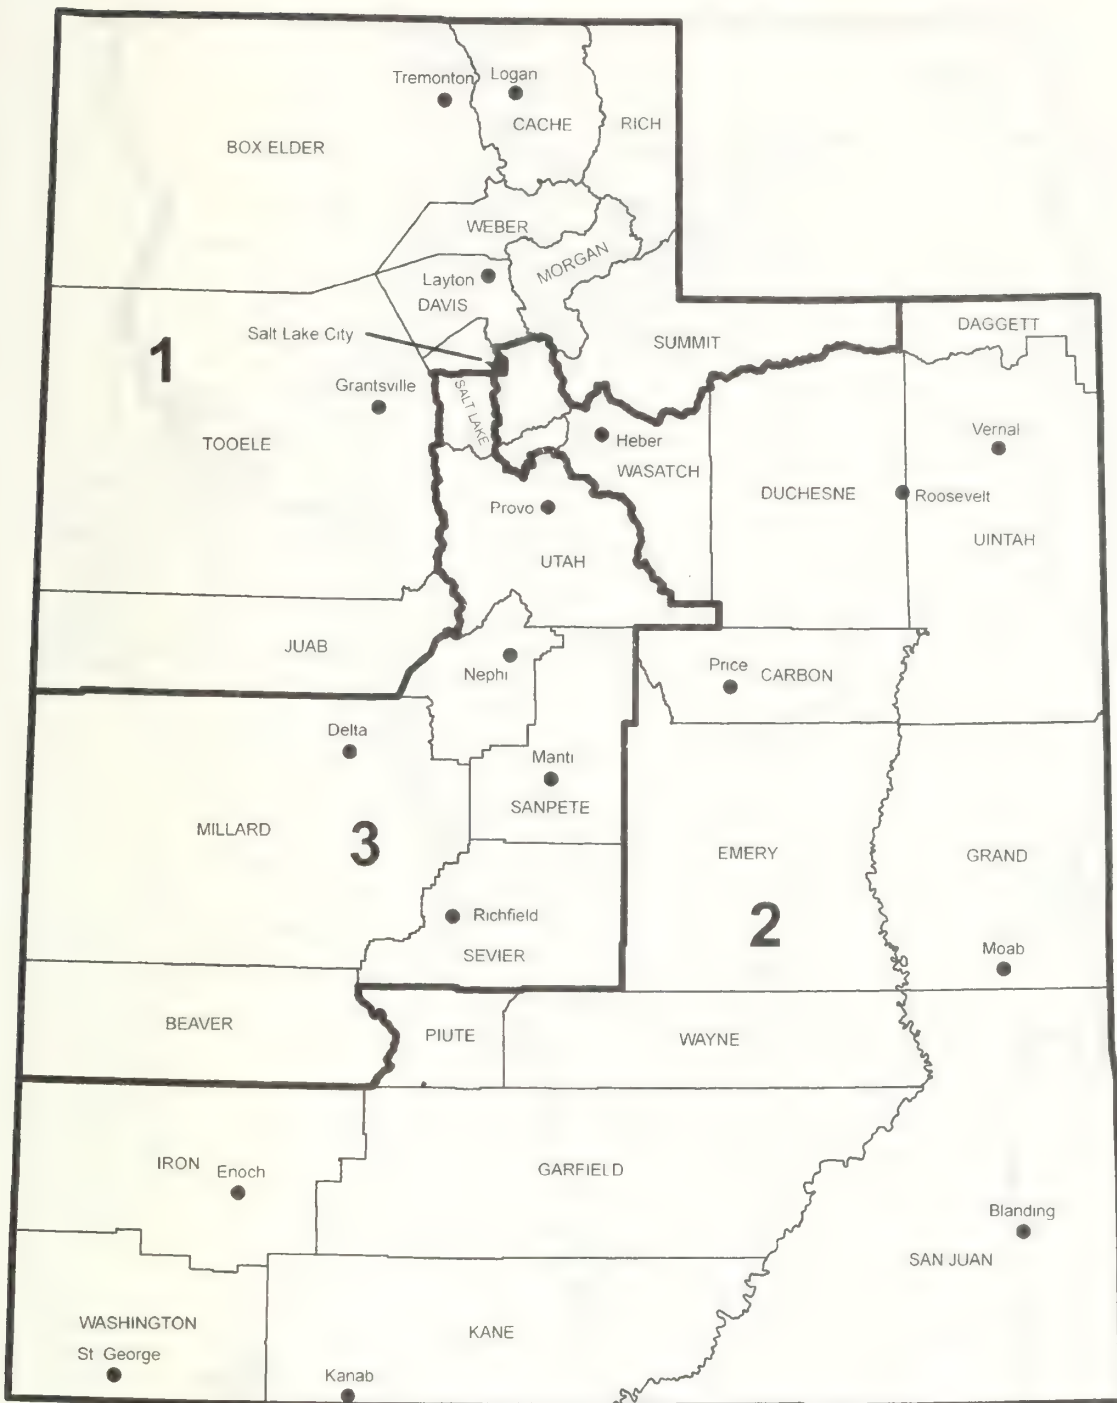 Tremonton
Logan
CACHE
RICH
BOX ELDER
WEBER
MORGAN
Layton
DAVIS
Salt Lake City
SUMMIT
DAGGETT
1
Grantsville
SALT LAKE
TOOELE
Heber
WASATCH
Vernal
DUCHESNE
Roosevelt
Provo
UTAH
UINTAH
JUAB
Nephi
Price
CARBON
Delta
Manti
SANPETE
MILLARD
3
EMERY
GRAND
2
Richfield
SEVIER
Moab
BEAVER
PIUTE
WAYNE
IRON
Enoch
GARFIELD
Blanding
SAN JUAN
WASHINGTON
St George
KANE
Kanab